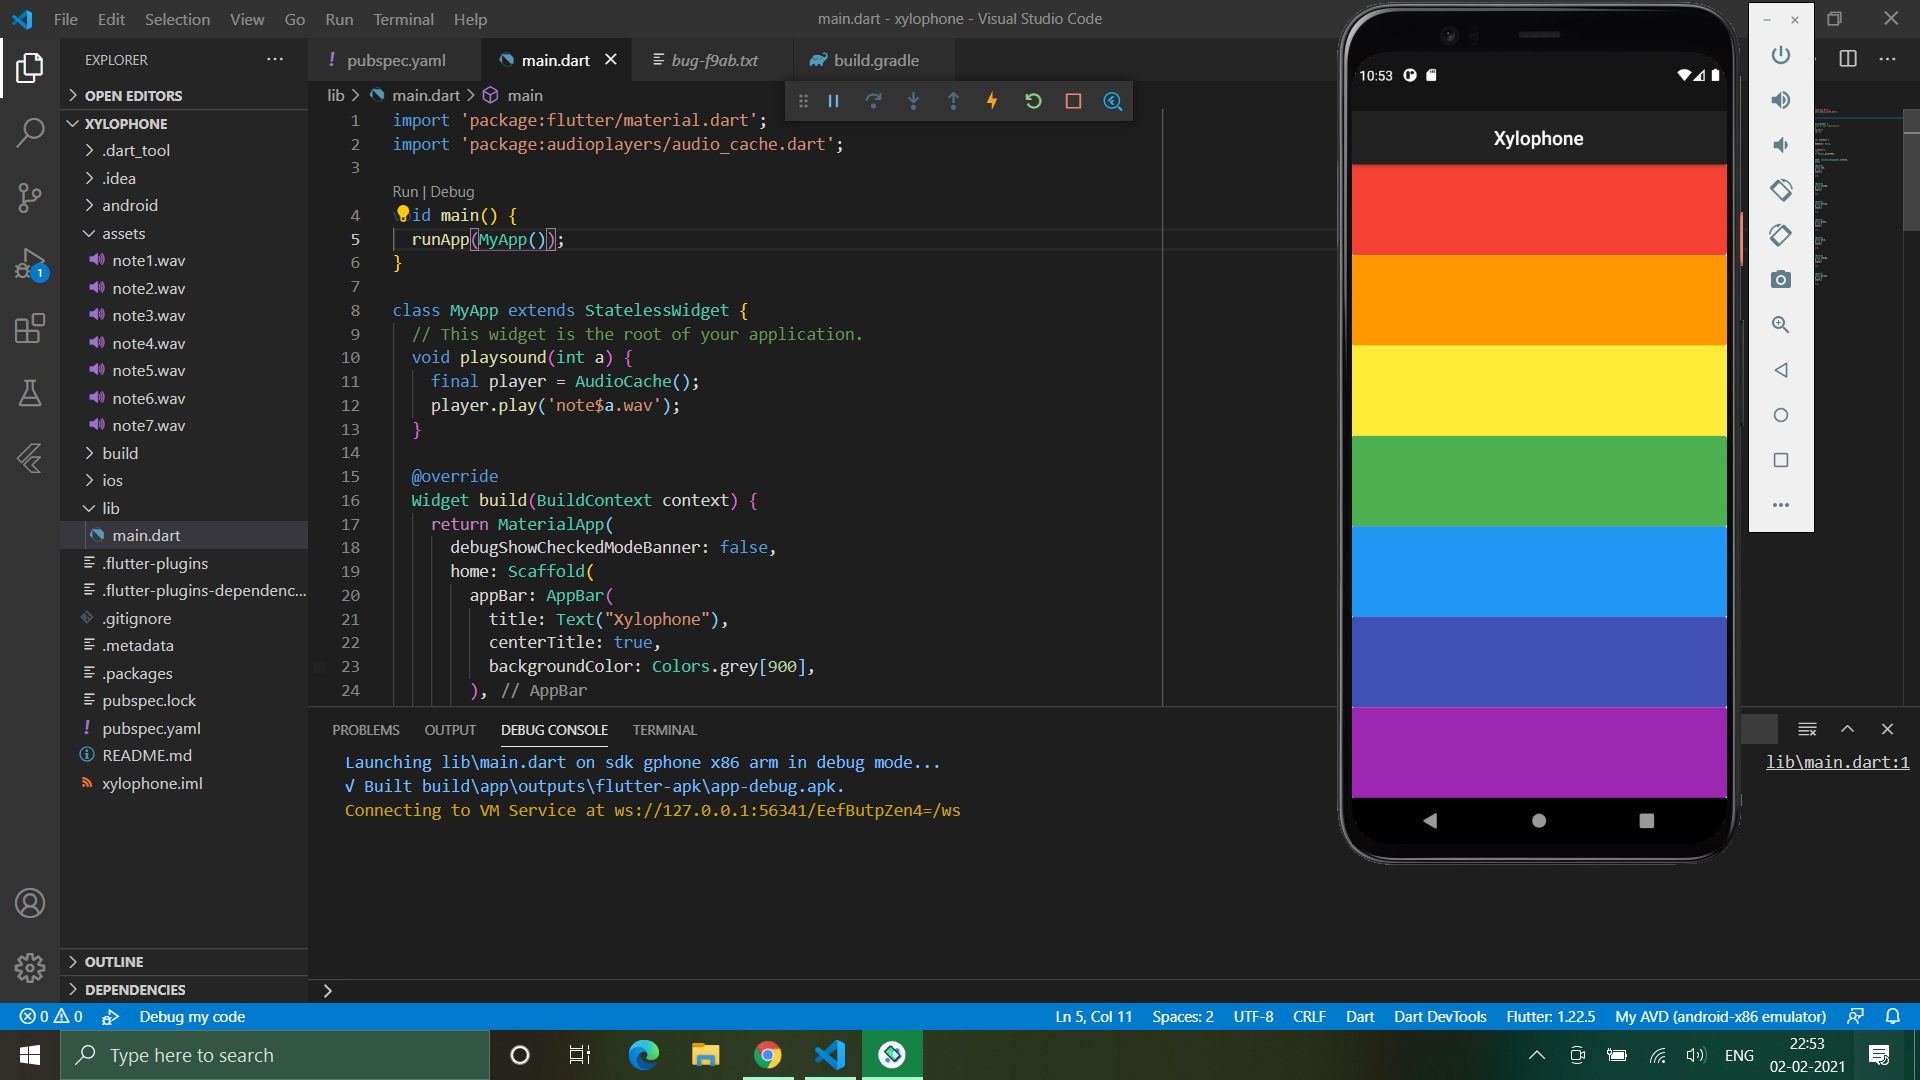 File Edit Selection View Go Run Terminal Help
main.dart - xylophone - Visual Studio Code
EXPLORER
OPEN EDITORS
XYLOPHONE
.dart_tool
.idea
android
assets
note1.wav
note2.wav
note3.wav
note4.wav
note5.wav
note6.wav
note7.wav
build
ios
lib
main.dart
.flutter-plugins
.flutter-plugins-dependenc...
.gitignore
.metadata
.packages
pubspec.lock
pubspec.yaml
README.md
xylophone.iml
OUTLINE
DEPENDENCIES
1
pubspec.yaml main.dart bug-f9ab.txt build.gradle
lib > main.dart > main
1 import 'package:flutter/material.dart';
2 import 'package:audioplayers/audio_cache.dart';
3
Run | Debug
4 id main() {
5 runApp(MyApp());
6 }
7
8 class MyApp extends StatelessWidget {
9 // This widget is the root of your application.
10 void playsound(int a) {
11 final player = AudioCache();
12 player.play('note$a.wav');
13 }
14
15 @override
16 Widget build(BuildContext context) {
17 return MaterialApp(
18 debugShowCheckedModeBanner: false,
19 home: Scaffold(
20 appBar: AppBar(
21 title: Text("Xylophone"),
22 centerTitle: true,
23 backgroundColor: Colors.grey[900],
24 ), // AppBar
PROBLEMS OUTPUT DEBUG CONSOLE TERMINAL
Launching lib\main.dart on sdk gphone x86 arm in debug mode...
√ Built build\app\outputs\flutter-apk\app-debug.apk.
Connecting to VM Service at ws://127.0.0.1:56341/EefButpZen4=/ws
lib\main.dart:1
10:53
Xylophone
0 0 Debug my code
Ln 5, Col 11 Spaces: 2 UTF-8 CRLF Dart Dart DevTools Flutter: 1.22.5 My AVD (android-x86 emulator)
Type here to search
ENG
22:53
02-02-2021